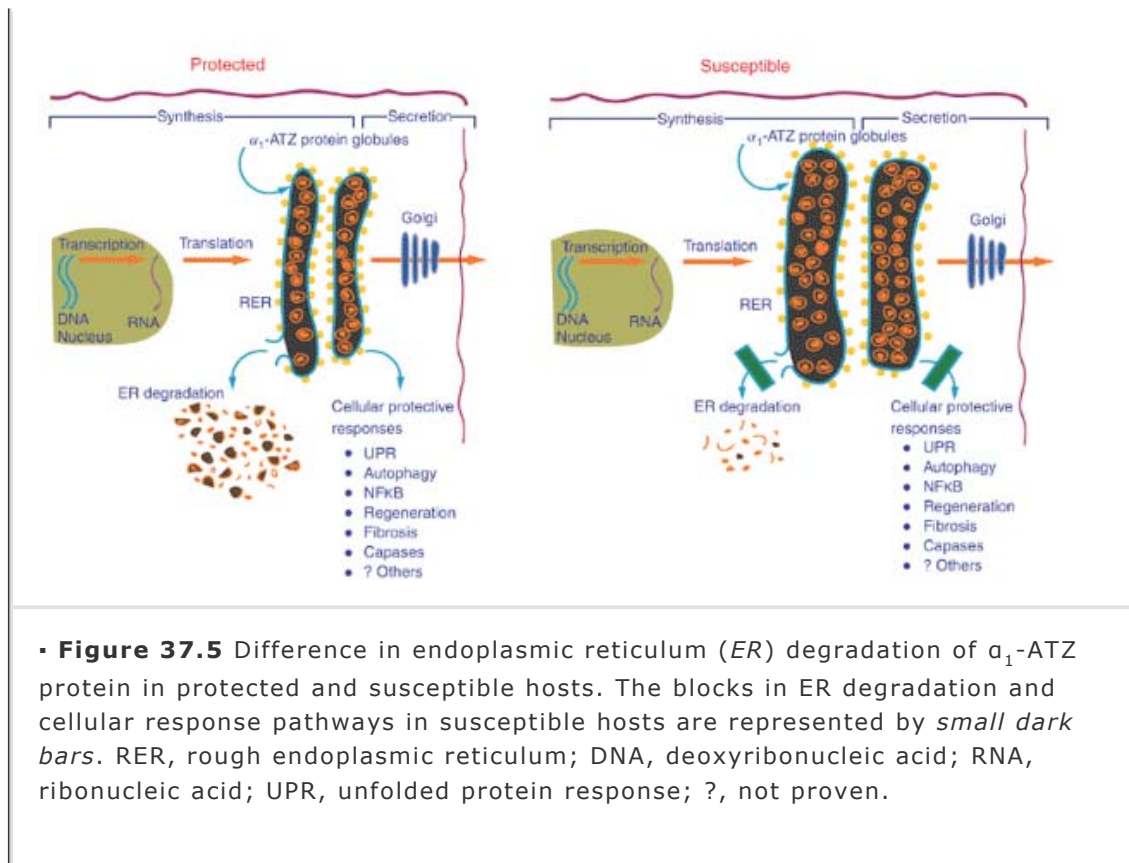 Protected
Synthesis
Secretion
α₁-ATZ protein globules
Golgi
Transcription
Translation
RER
DNA
RNA
Nucleus
ER degradation
Cellular protective
responses
• UPR
• Autophagy
• NFκB
• Regeneration
• Fibrosis
• Capases
• ? Others
Susceptible
Synthesis
Secretion
α₁-ATZ protein globules
Golgi
Transcription
Translation
RER
DNA
RNA
Nucleus
ER degradation
Cellular protective
responses
• UPR
• Autophagy
• NFκB
• Regeneration
• Fibrosis
• Capases
• ? Others
▪ Figure 37.5 Difference in endoplasmic reticulum (ER) degradation of α₁-ATZ
protein in protected and susceptible hosts. The blocks in ER degradation and
cellular response pathways in susceptible hosts are represented by small dark
bars. RER, rough endoplasmic reticulum; DNA, deoxyribonucleic acid; RNA,
ribonucleic acid; UPR, unfolded protein response; ?, not proven.